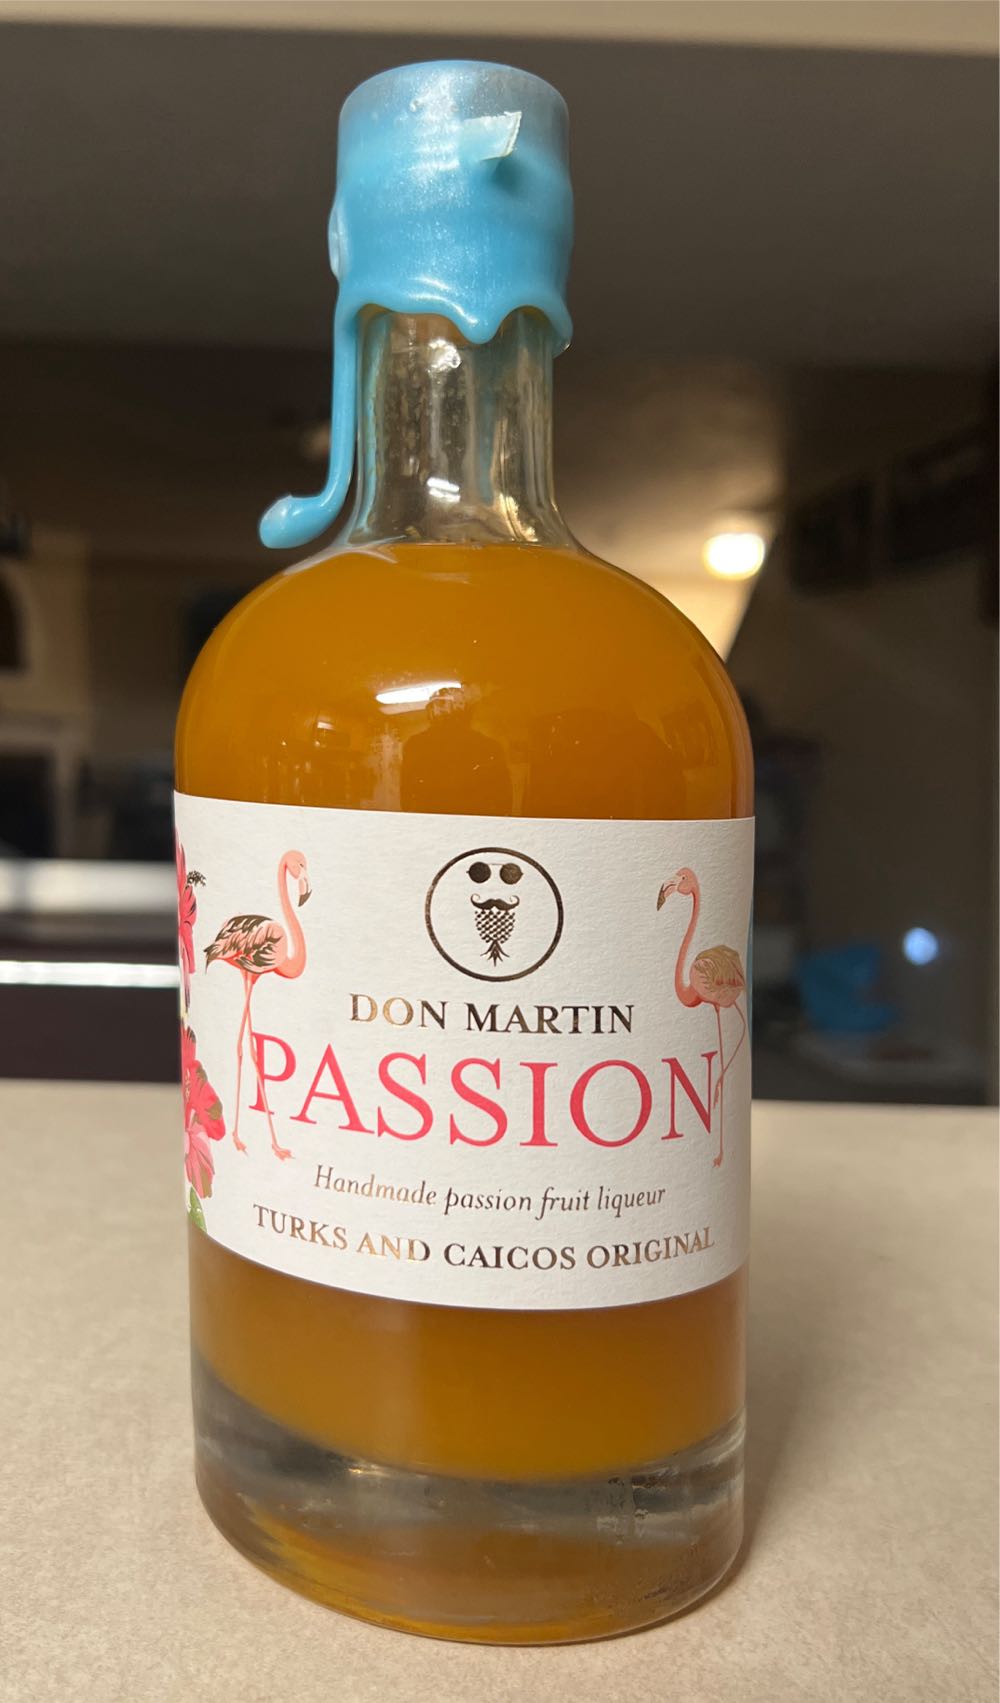 DON MARTIN
PASSION
Handmade passion fruit liqueur
TURKS AND CAICOS ORIGINAL